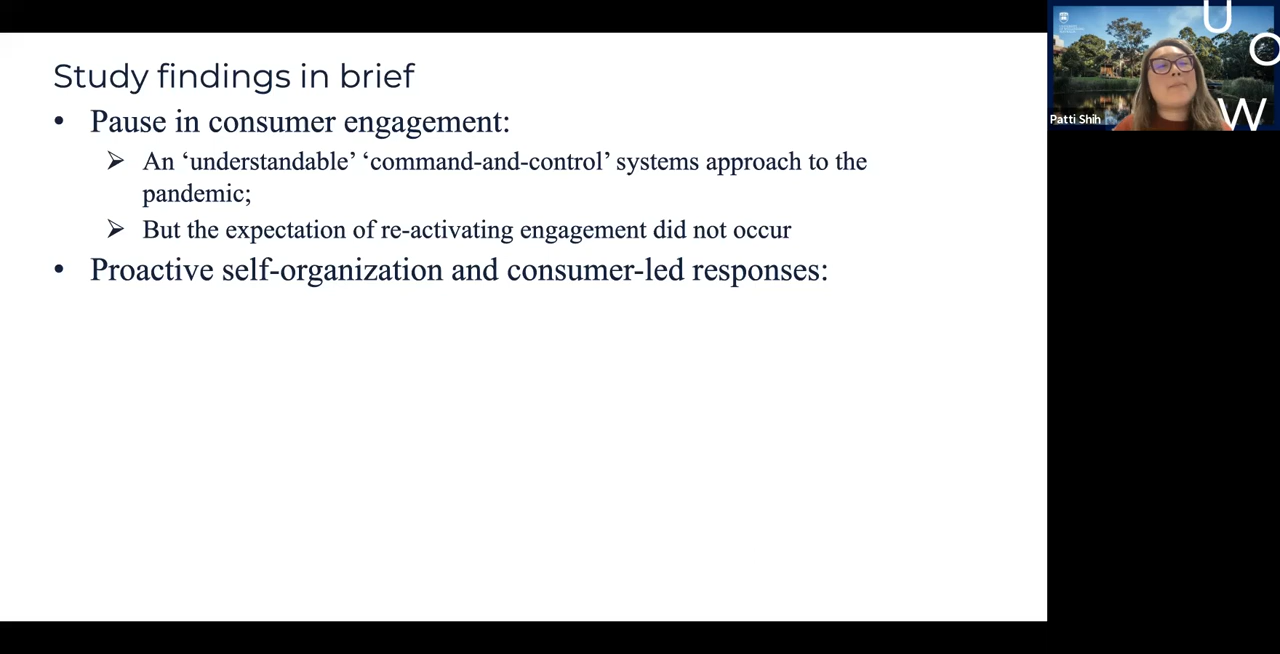 Study findings in brief
• Pause in consumer engagement:
➢ An ‘understandable’ ‘command-and-control’ systems approach to the
pandemic;
➢ But the expectation of re-activating engagement did not occur
• Proactive self-organization and consumer-led responses:
U
O
W
Patti Shih